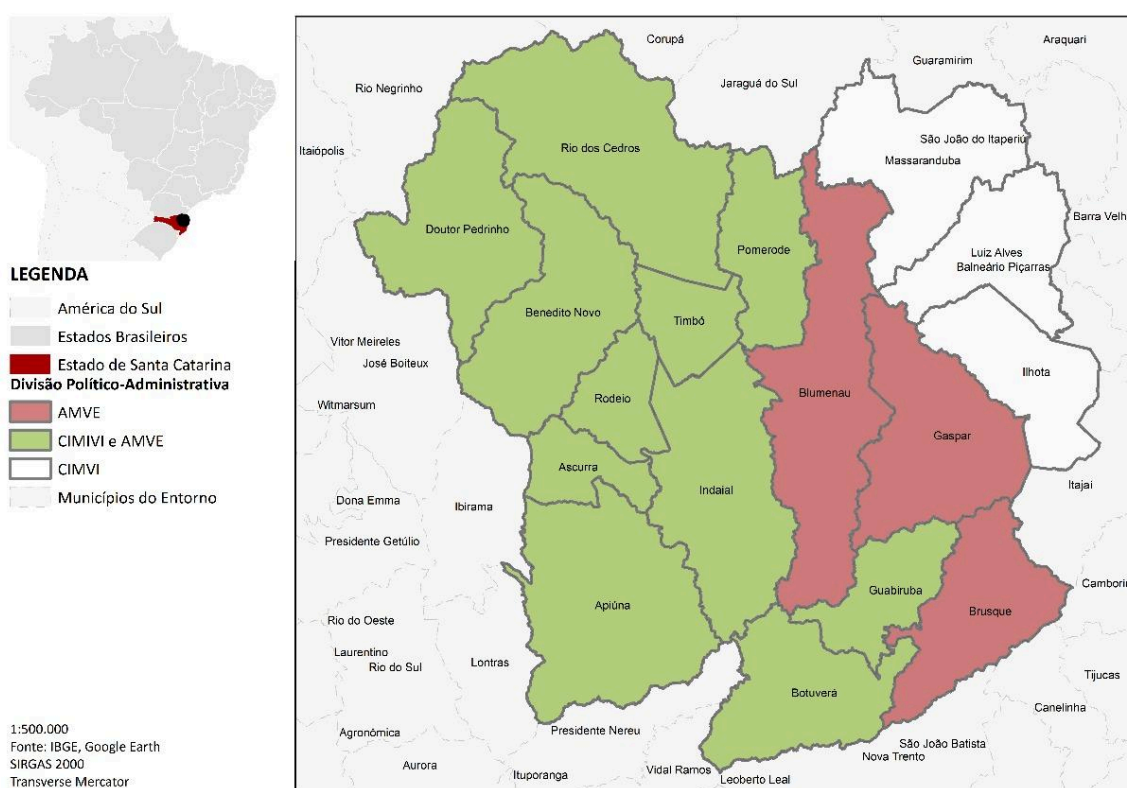 LEGENDA
América do Sul
Estados Brasileiros
Estado de Santa Catarina
Divisão Político-Administrativa
AMVE
CIMIVI e AMVE
CIMVI
Municípios do Entorno
1:500.000
Fonte: IBGE, Google Earth
SIRGAS 2000
Transverse Mercator
Corupá
Araquari
Guaramirim
Rio Negrinho
Jaraguá do Sul
Itaiópolis
Rio dos Cedros
São João do Itaperiú
Massaranduba
Barra Velh
Doutor Pedrinho
Pomerode
Luiz Alves
Balneário Piçarras
Benedito Novo
Timbó
Vitor Meireles
José Boiteux
Ilhota
Witmarsum
Rodeio
Blumenau
Gaspar
Ascurra
Indaial
Itajaí
Dona Emma
Ibirama
Presidente Getúlio
Camborin
Guabiruba
Apiúna
Brusque
Rio do Oeste
Laurentino
Rio do Sul
Lontras
Tijucas
Botuverá
Canelinha
Agronômica
Presidente Nereu
São João Batista
Nova Trento
Aurora
Ituporanga
Vidal Ramos
Leoberto Leal